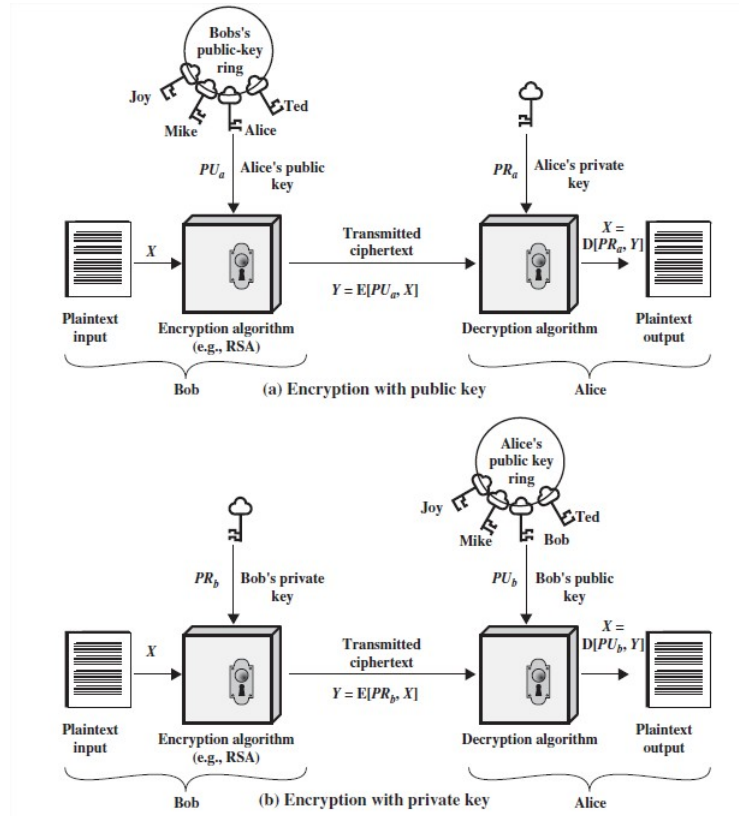 Bobs's
public-key
ring
Joy
Ted
Mike
Alice
PUa
Alice's public
key
PRa
Alice's private
key
X
Transmitted
ciphertext
X =
D[PRa, Y]
Y = E[PUa, X]
Plaintext
input
Encryption algorithm
(e.g., RSA)
Decryption algorithm
Plaintext
output
Bob
(a) Encryption with public key
Alice
Alice's
public key
ring
Joy
Ted
Mike
Bob
PRb
Bob's private
key
PUb
Bob's public
key
X
Transmitted
ciphertext
X =
D[PUb, Y]
Y = E[PRb, X]
Plaintext
input
Encryption algorithm
(e.g., RSA)
Decryption algorithm
Plaintext
output
Bob
(b) Encryption with private key
Alice